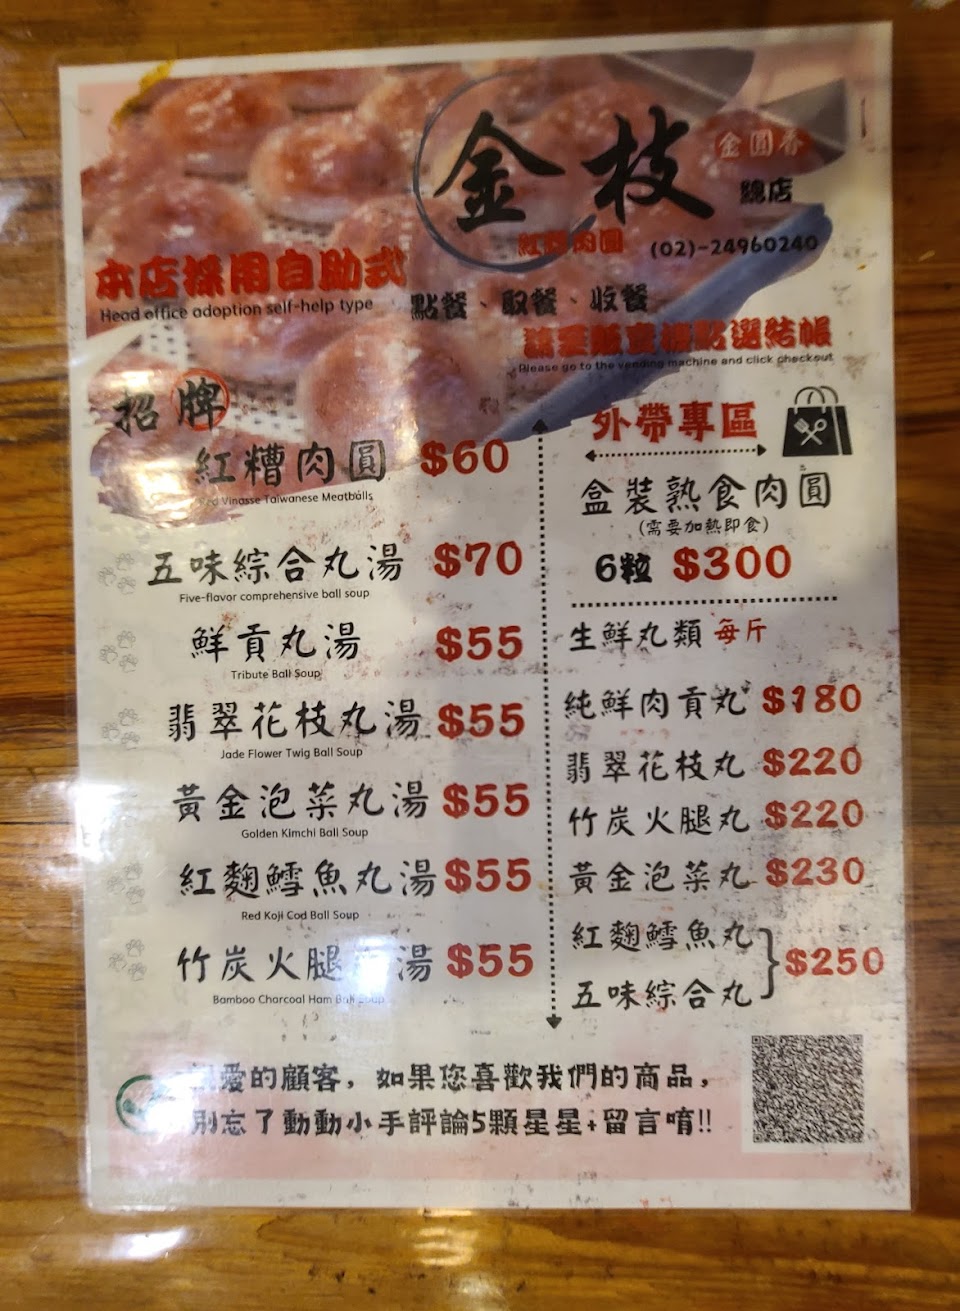 金枝
金圓香
總店
紅糟肉圓 (02)-24960240
本店採用自助式
Head office adoption self-help type
點餐、取餐、收餐
請至販賣機點選結帳
Please go to the vending machine and click checkout
招牌
紅糟肉圓 $60
Red Vinasse Taiwanese Meatballs
五味綜合丸湯 $70
Five-flavor comprehensive ball soup
鮮貢丸湯 $55
Tribute Ball Soup
翡翠花枝丸湯 $55
Jade Flower Twig Ball Soup
黃金泡菜丸湯 $55
Golden Kimchi Ball Soup
紅麴鱈魚丸湯 $55
Red Koji Cod Ball Soup
竹炭火腿丸湯 $55
Bamboo Charcoal Ham Ball Soup
外帶專區
盒裝熟食肉圓
(需要加熱即食)
6粒 $300
生鮮丸類 每斤
純鮮肉貢丸 $180
翡翠花枝丸 $220
竹炭火腿丸 $220
黃金泡菜丸 $230
紅麴鱈魚丸
五味綜合丸
$250
親愛的顧客，如果您喜歡我們的商品，
別忘了動動小手評論5顆星星+留言唷!!